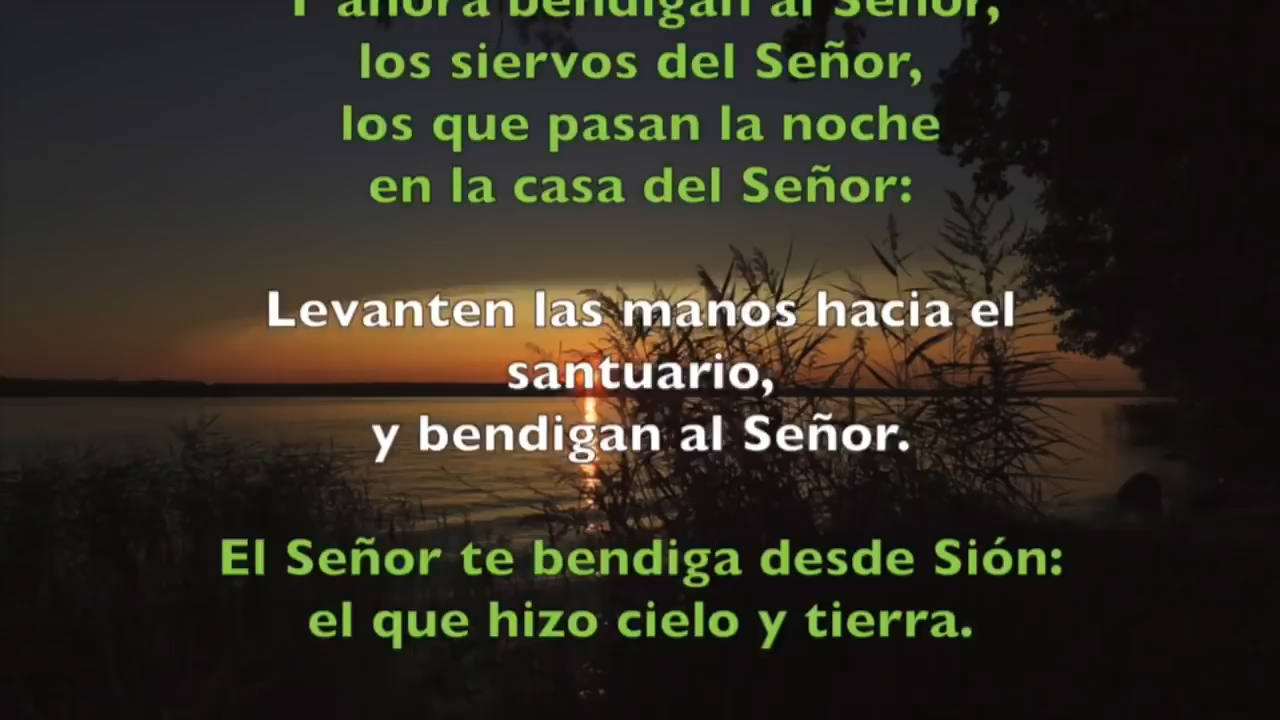 Y ahora bendigan al Señor,
los siervos del Señor,
los que pasan la noche
en la casa del Señor:
Levanten las manos hacia el
santuario,
y bendigan al Señor.
El Señor te bendiga desde Sión:
el que hizo cielo y tierra.